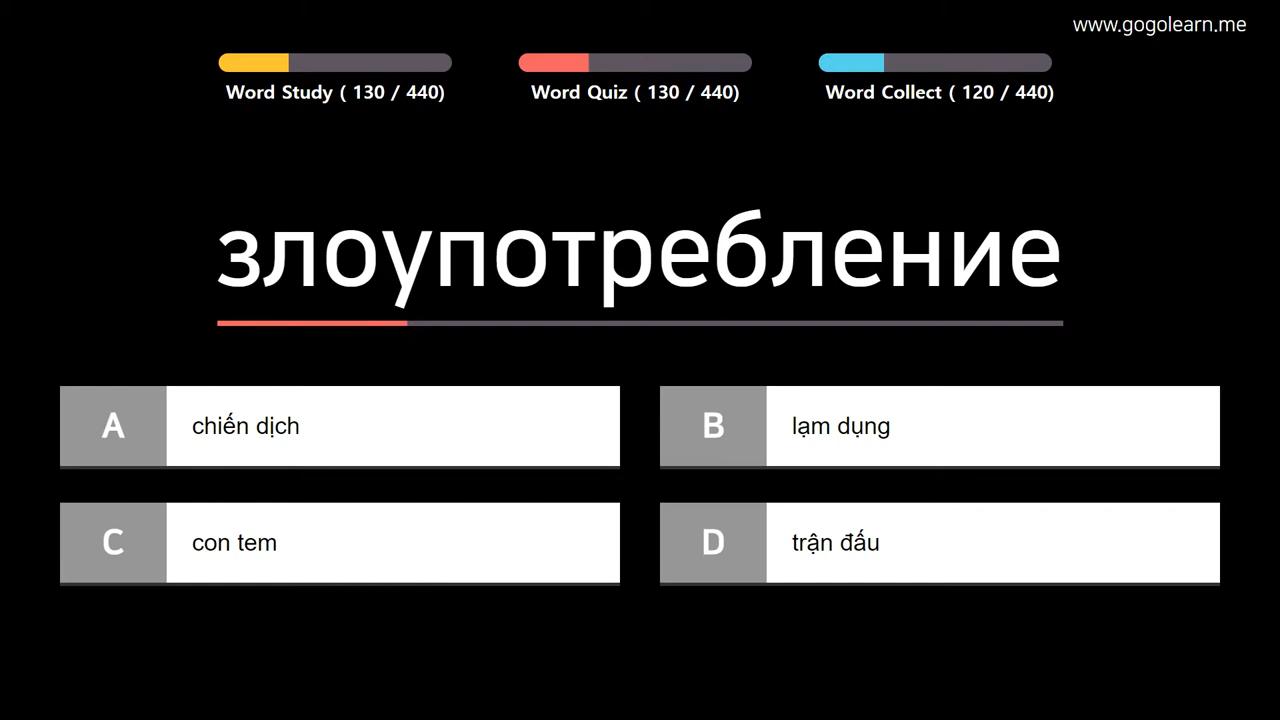 www.gogolearn.me
Word Study ( 130 / 440)
Word Quiz ( 130 / 440)
Word Collect ( 120 / 440)
злоупотребление
A chiến dịch
B lạm dụng
C con tem
D trận đấu